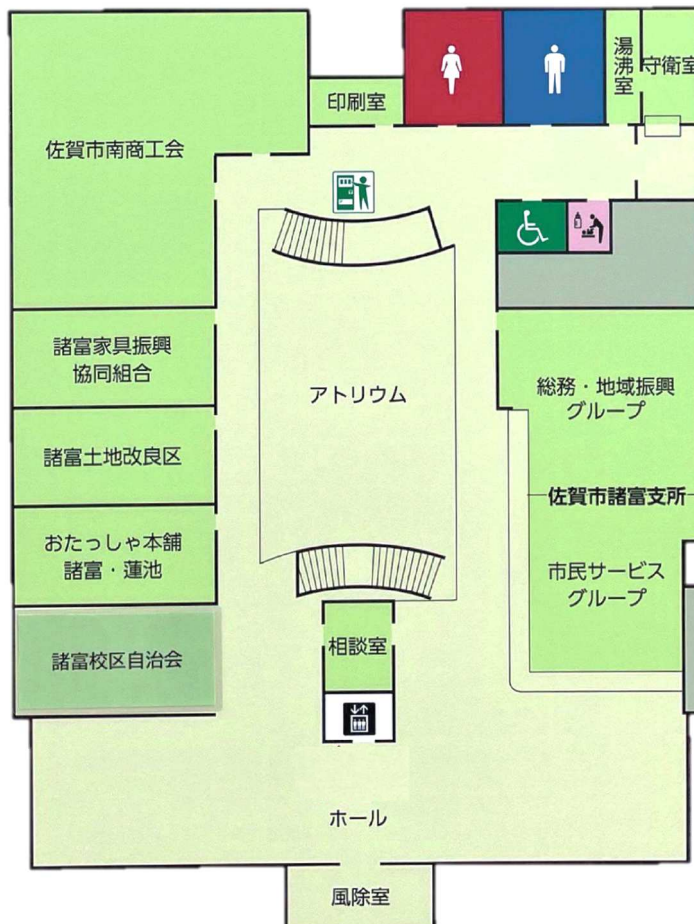 湯沸室
守衛室
印刷室
佐賀市南商工会
諸富家具振興
協同組合
アトリウム
総務・地域振興
グループ
諸富土地改良区
佐賀市諸富支所
おたっしゃ本舗
諸富・蓮池
市民サービス
グループ
相談室
諸富校区自治会
ホール
風除室